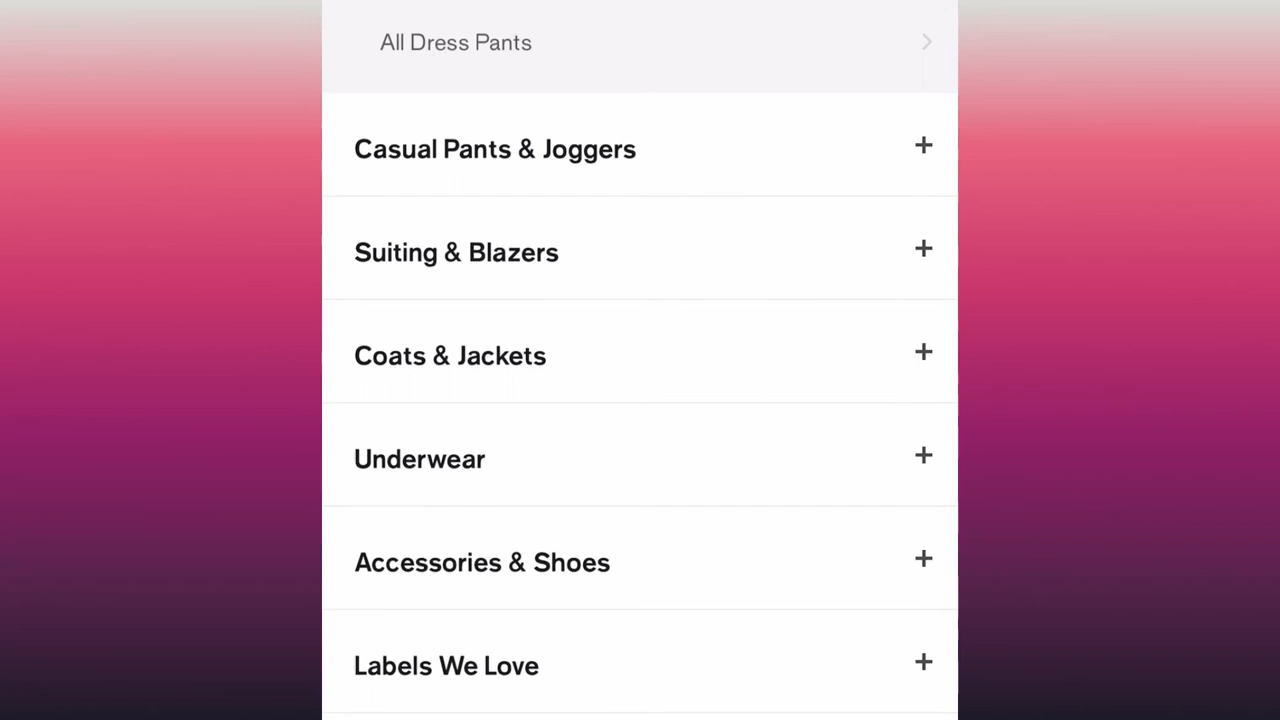 All Dress Pants
Casual Pants & Joggers
Suiting & Blazers
Coats & Jackets
Underwear
Accessories & Shoes
Labels We Love